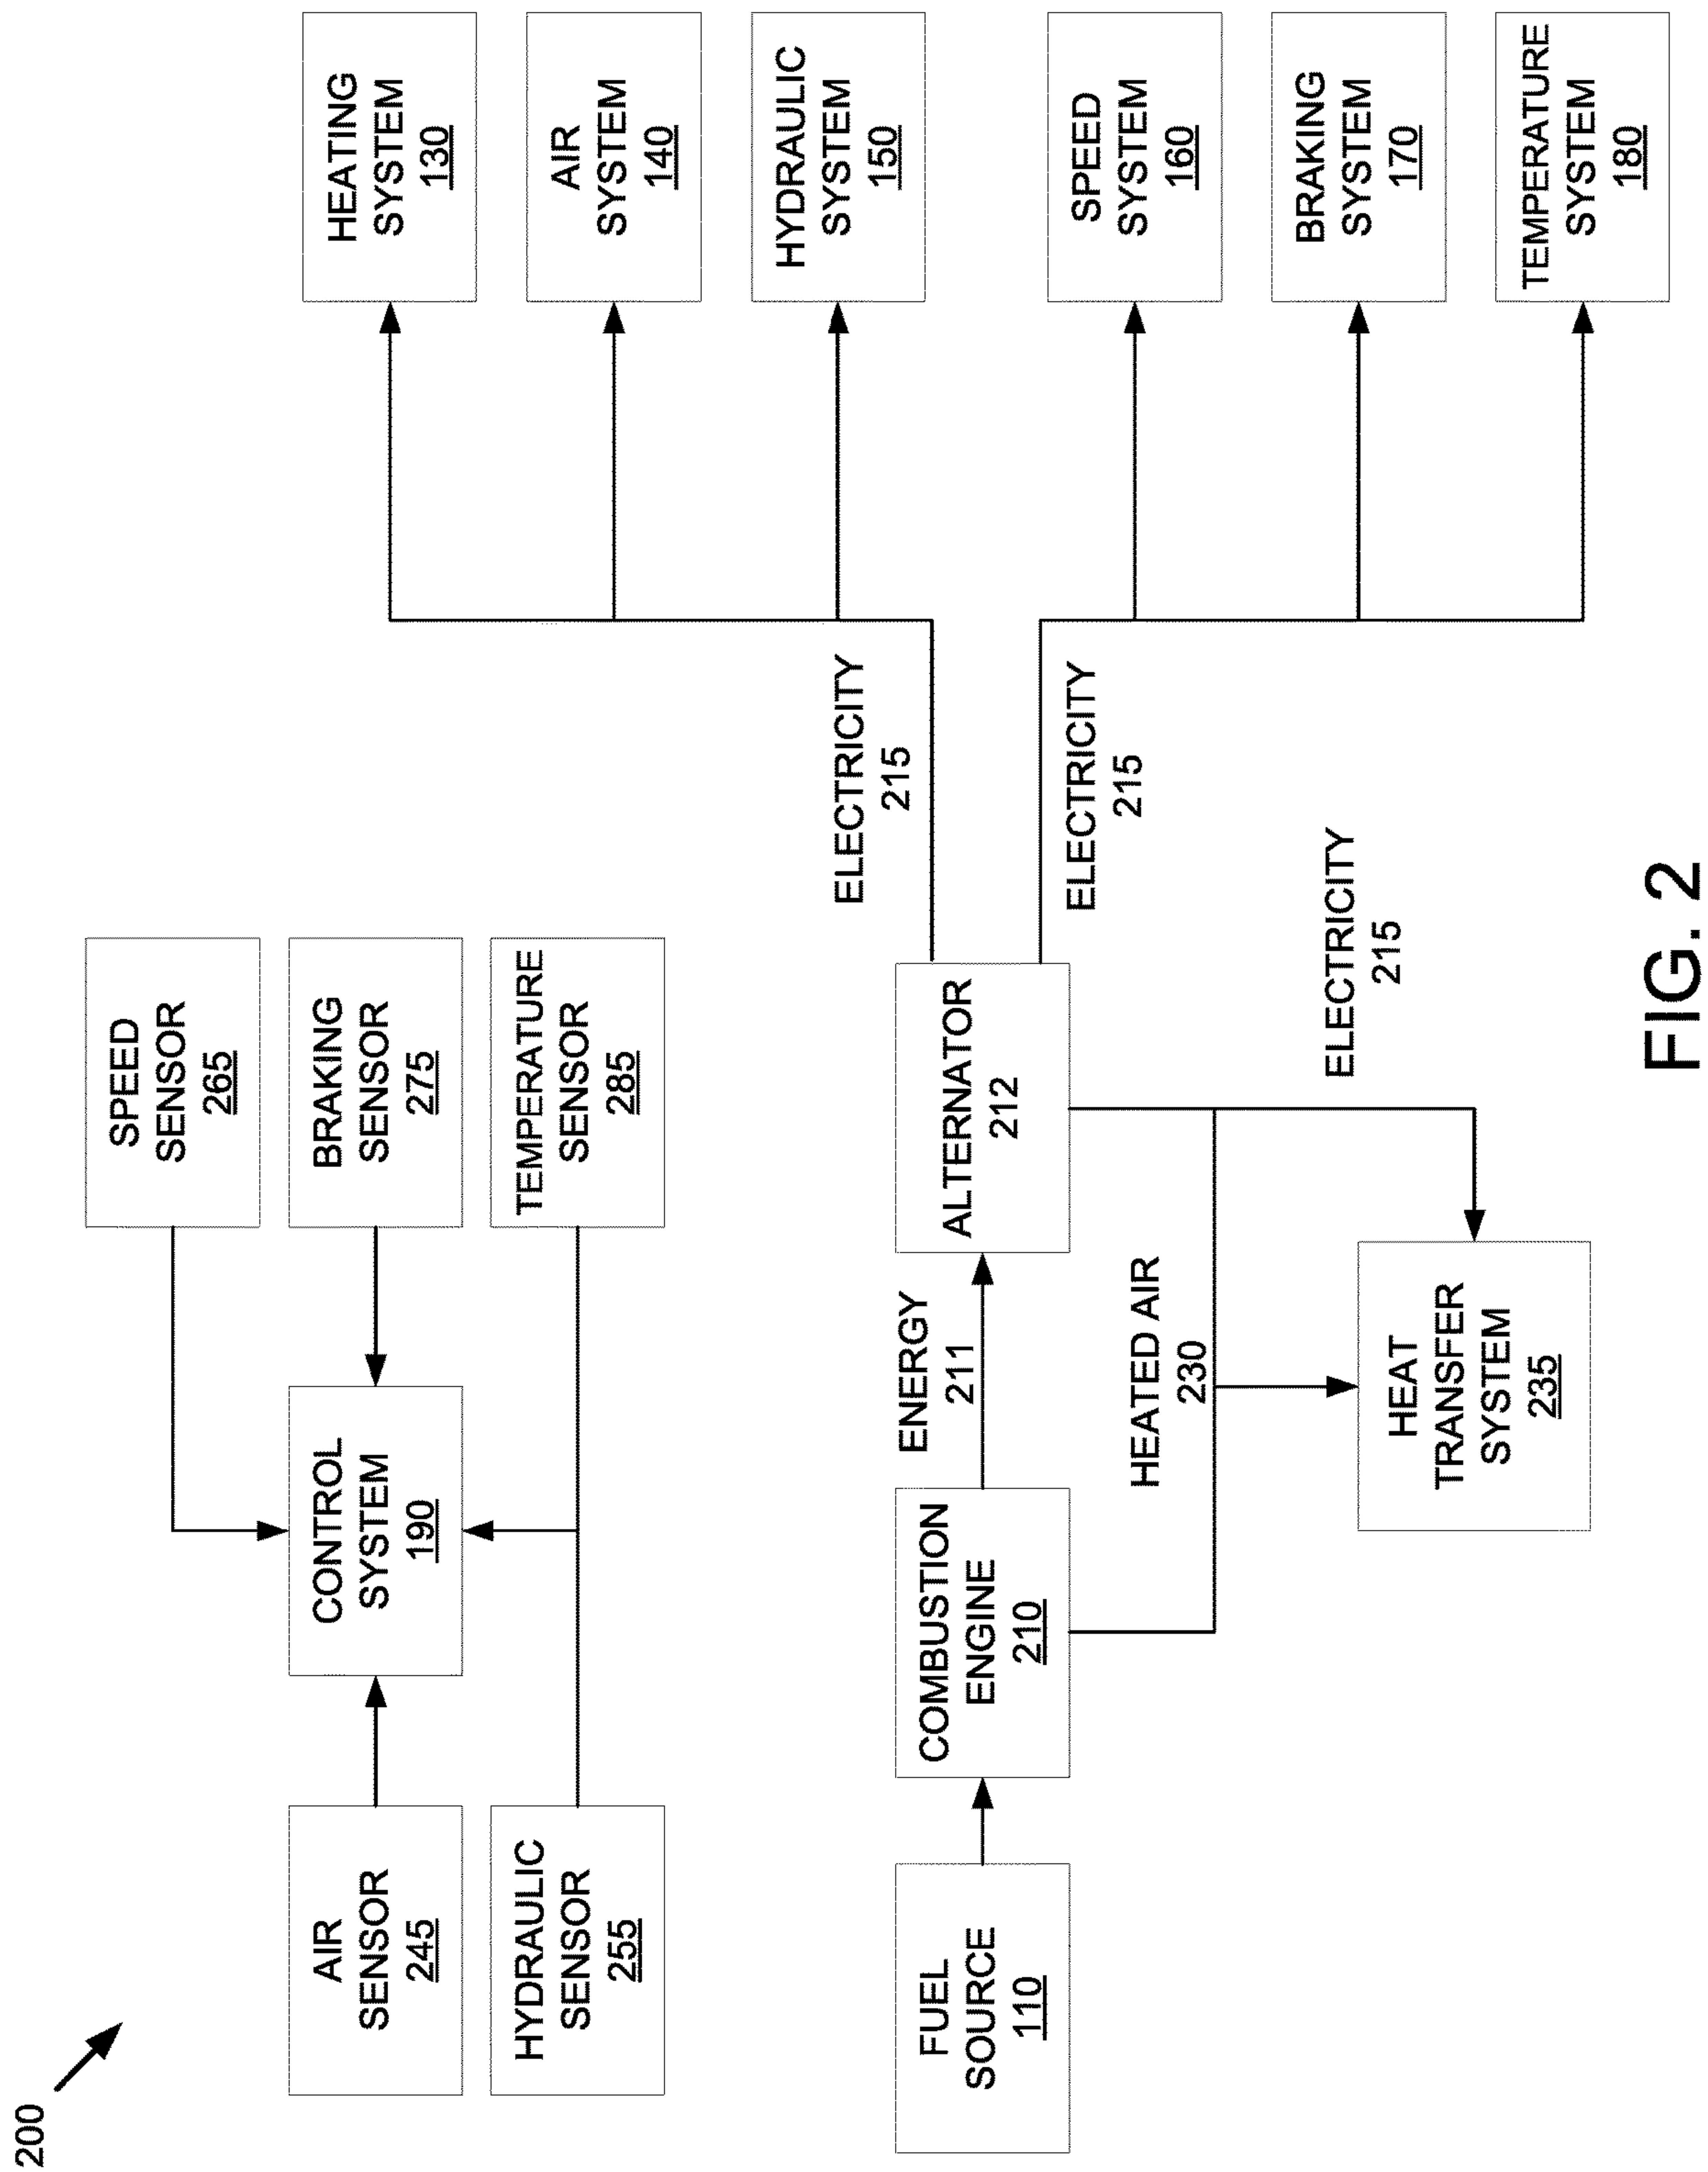 200
SPEED
SENSOR
265
AIR
SENSOR
245
CONTROL
SYSTEM
190
BRAKING
SENSOR
275
HYDRAULIC
SENSOR
255
TEMPERATURE
SENSOR
285
HEATING
SYSTEM
130
AIR
SYSTEM
140
HYDRAULIC
SYSTEM
150
ELECTRICITY
215
FUEL
SOURCE
110
COMBUSTION
ENGINE
210
ENERGY
211
ALTERNATOR
212
ELECTRICITY
215
SPEED
SYSTEM
160
HEATED AIR
230
BRAKING
SYSTEM
170
ELECTRICITY
215
HEAT
TRANSFER
SYSTEM
235
TEMPERATURE
SYSTEM
180
FIG. 2